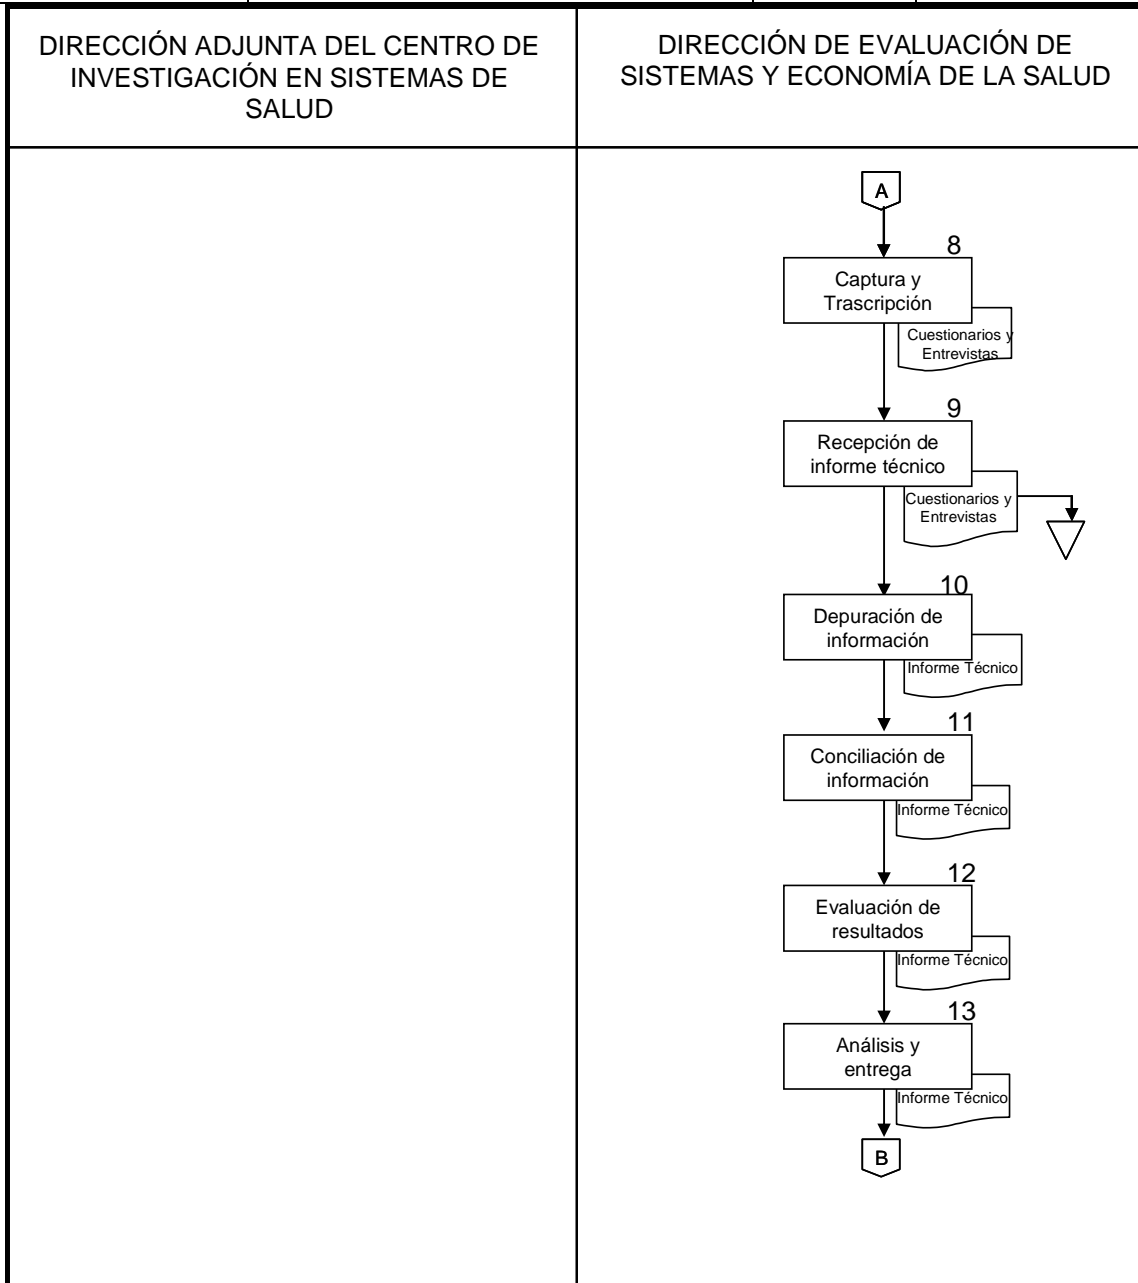 DIRECCIÓN ADJUNTA DEL CENTRO DE
INVESTIGACIÓN EN SISTEMAS DE
SALUD
DIRECCIÓN DE EVALUACIÓN DE
SISTEMAS Y ECONOMÍA DE LA SALUD
A
8
Captura y
Trascripción
Cuestionarios y
Entrevistas
9
Recepción de
informe técnico
Cuestionarios y
Entrevistas
10
Depuración de
información
Informe Técnico
11
Conciliación de
información
Informe Técnico
12
Evaluación de
resultados
Informe Técnico
13
Análisis y
entrega
Informe Técnico
B